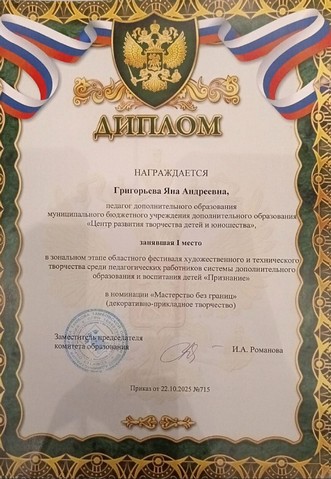 ДИПЛОМ
НАГРАЖДАЕТСЯ
Григорьева Яна Андреевна,
педагог дополнительного образования
муниципального бюджетного учреждения дополнительного образования
«Центр развития творчества детей и юношества»,
занявшая I место
в зональном этапе областного фестиваля художественного и технического
творчества среди педагогических работников системы дополнительного
образования и воспитания детей «Признание»
в номинации «Мастерство без границ»
(декоративно-прикладное творчество)
Заместитель председателя
комитета образования
И.А. Романова
Приказ от 22.10.2025 №715